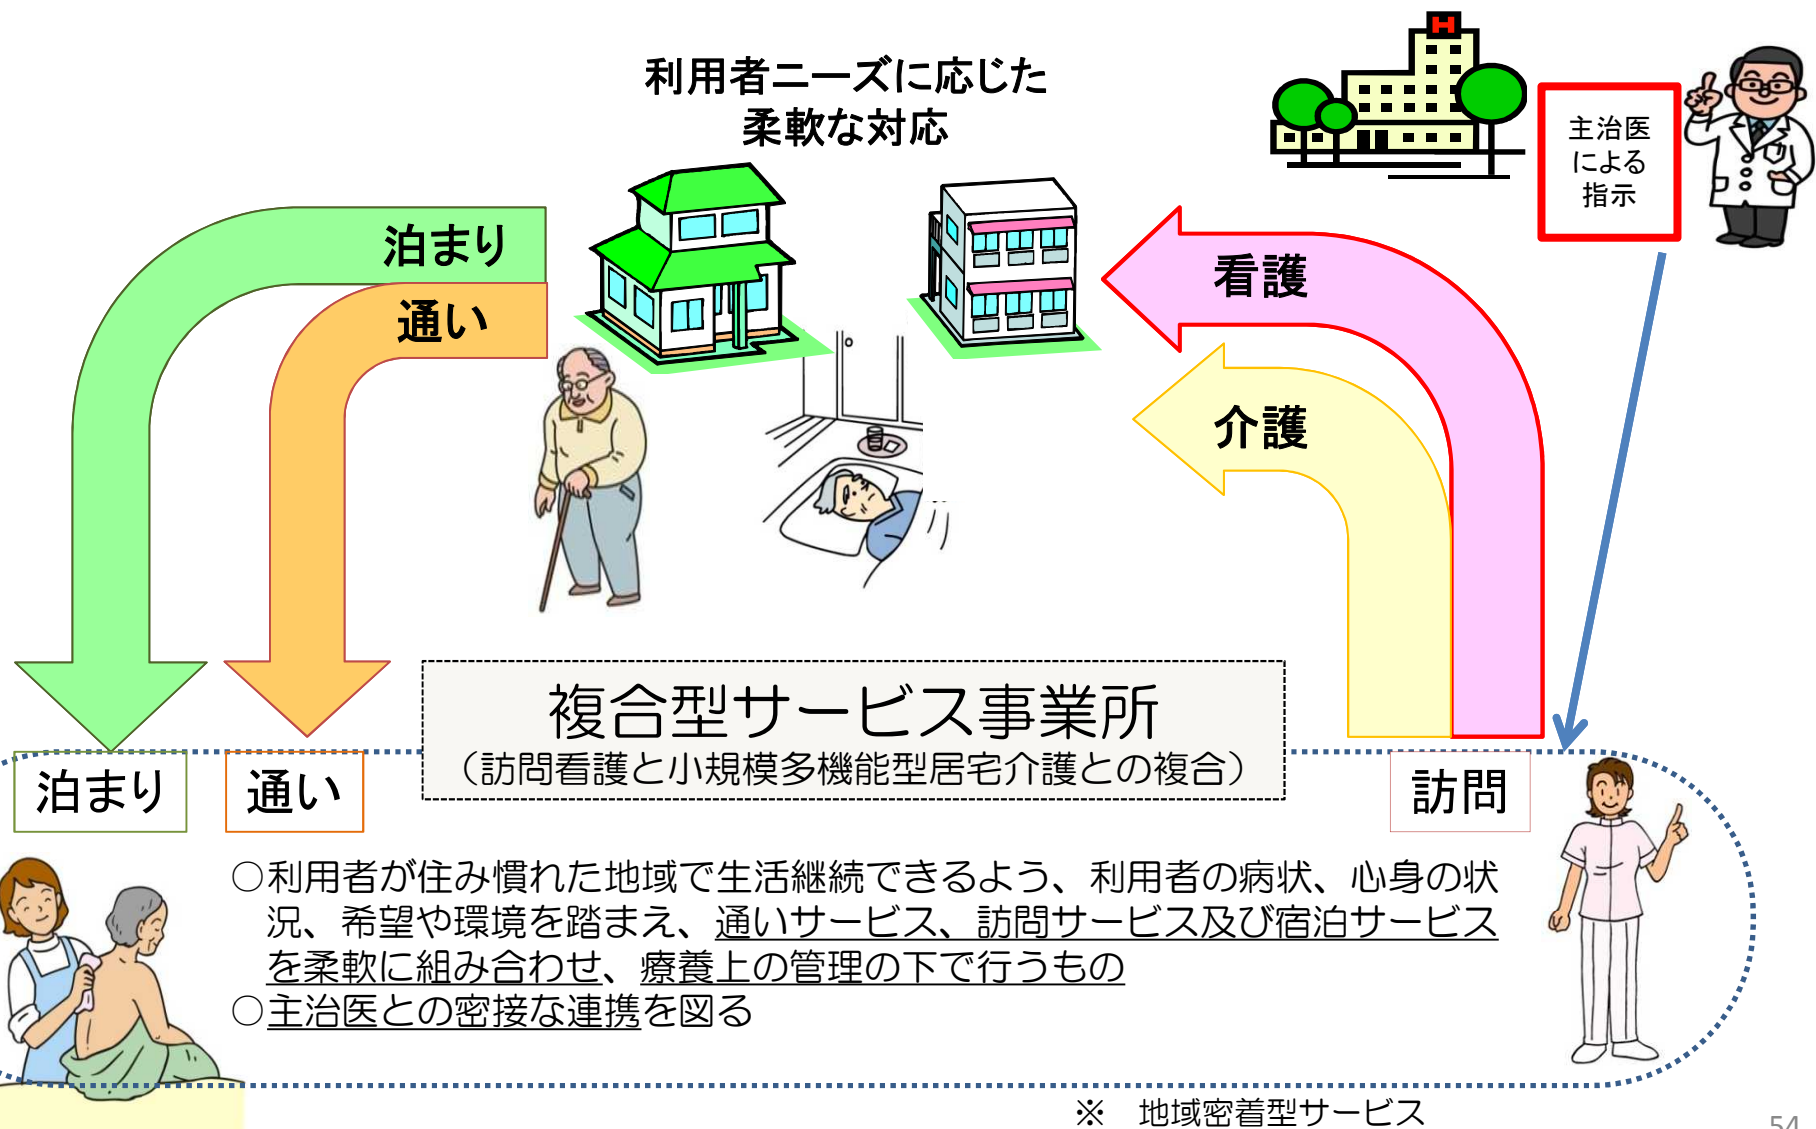 利用者ニーズに応じた
柔軟な対応
H
主治医
による
指示
泊まり
通い
看護
介護
複合型サービス事業所
（訪問看護と小規模多機能型居宅介護との複合）
泊まり
通い
訪問
○利用者が住み慣れた地域で生活継続できるよう、利用者の病状、心身の状
況、希望や環境を踏まえ、通いサービス、訪問サービス及び宿泊サービス
を柔軟に組み合わせ、療養上の管理の下で行うもの
○主治医との密接な連携を図る
※　地域密着型サービス
54